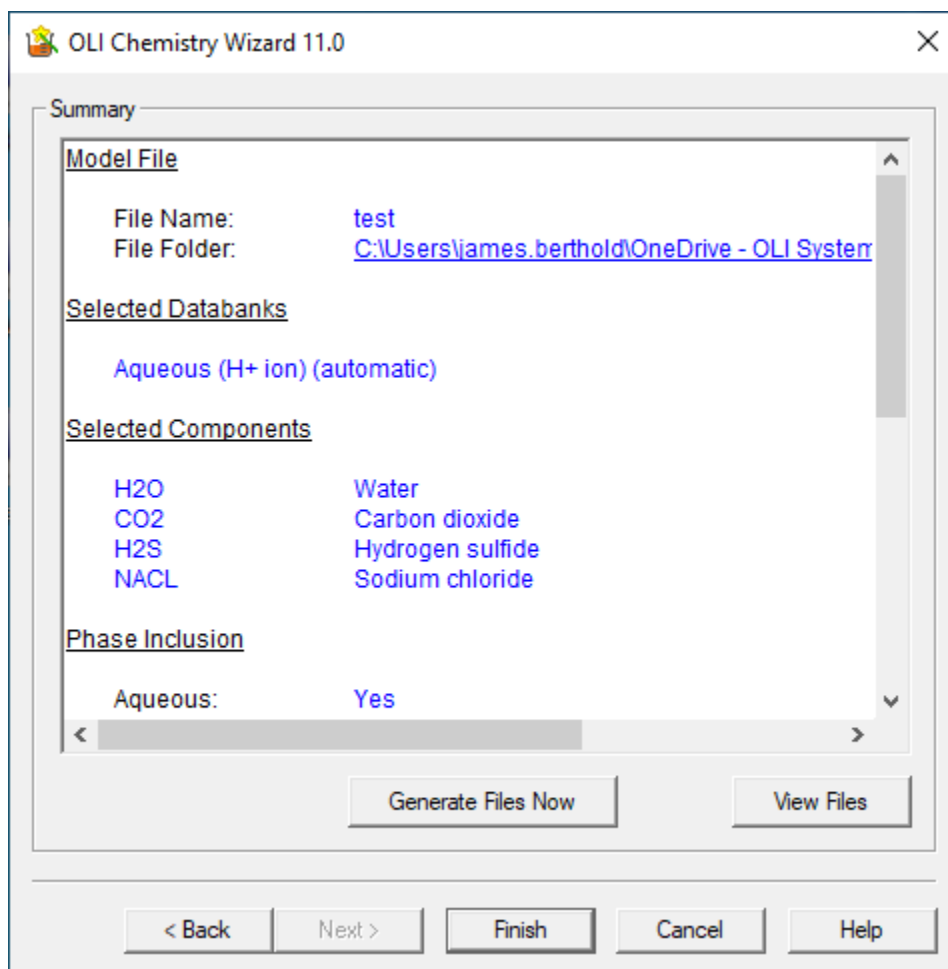 OLI Chemistry Wizard 11.0
Summary
Model File
File Name: test
File Folder: C:\Users\james.berthold\OneDrive - OLI System
Selected Databanks
Aqueous (H+ ion) (automatic)
Selected Components
H2O Water
CO2 Carbon dioxide
H2S Hydrogen sulfide
NACL Sodium chloride
Phase Inclusion
Aqueous: Yes
Generate Files Now View Files
< Back Next > Finish Cancel Help